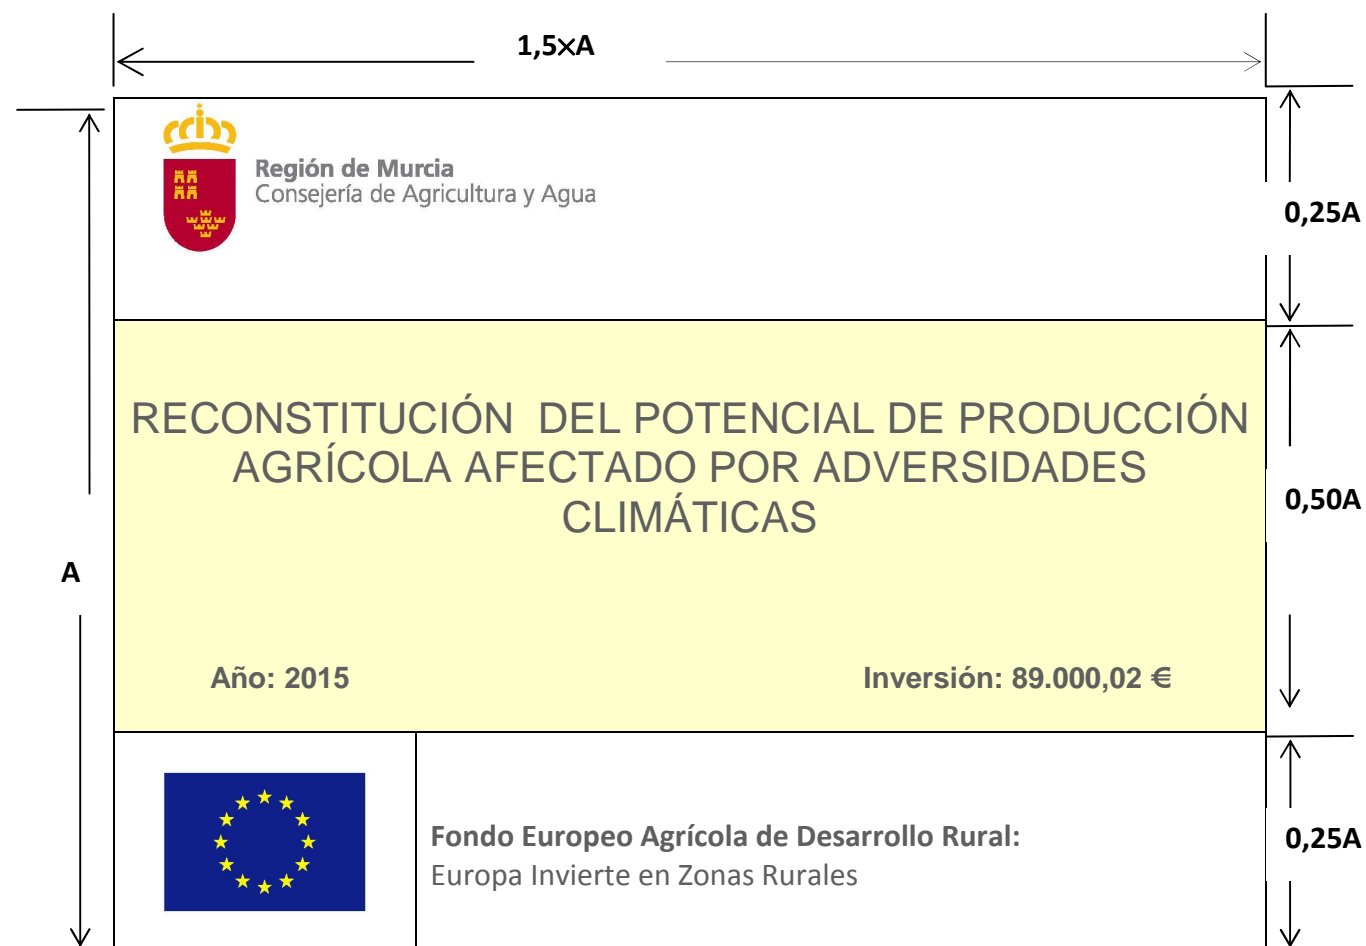 1,5×A
Región de Murcia
Consejería de Agricultura y Agua
0,25A
RECONSTITUCIÓN DEL POTENCIAL DE PRODUCCIÓN
AGRÍCOLA AFECTADO POR ADVERSIDADES
CLIMÁTICAS
0,50A
A
Año: 2015
Inversión: 89.000,02 €
Fondo Europeo Agrícola de Desarrollo Rural:
Europa Invierte en Zonas Rurales
0,25A